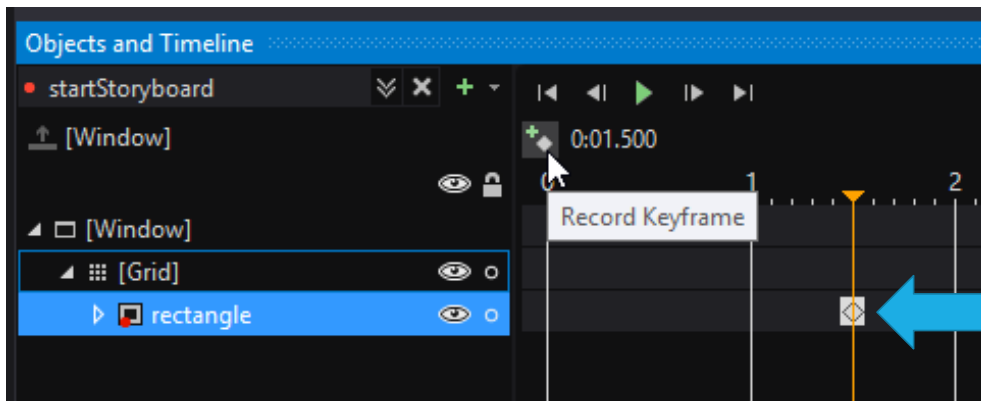 Objects and Timeline
startStoryboard
[Window]
0:01.500
0 1 2
Record Keyframe
[Window]
[Grid]
rectangle